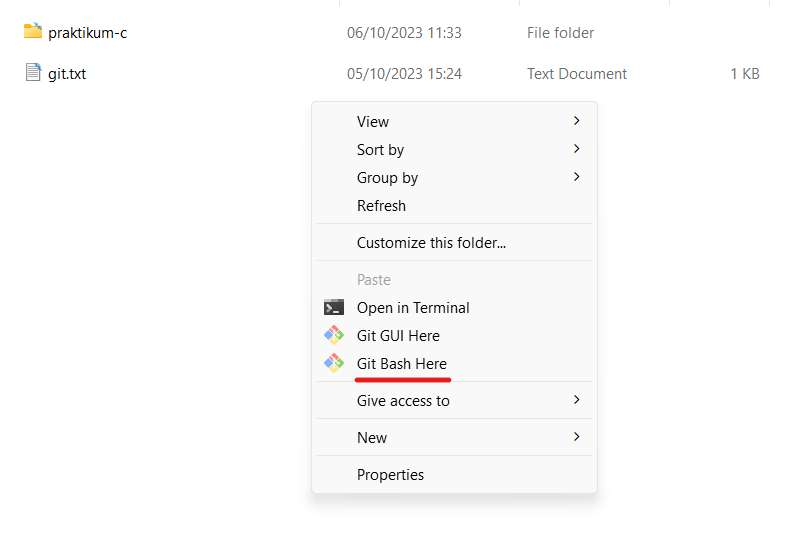 praktikum-c 06/10/2023 11:33 File folder
git.txt 05/10/2023 15:24 Text Document 1 KB
View
Sort by
Group by
Refresh
Customize this folder...
Paste
Open in Terminal
Git GUI Here
Git Bash Here
Give access to
New
Properties